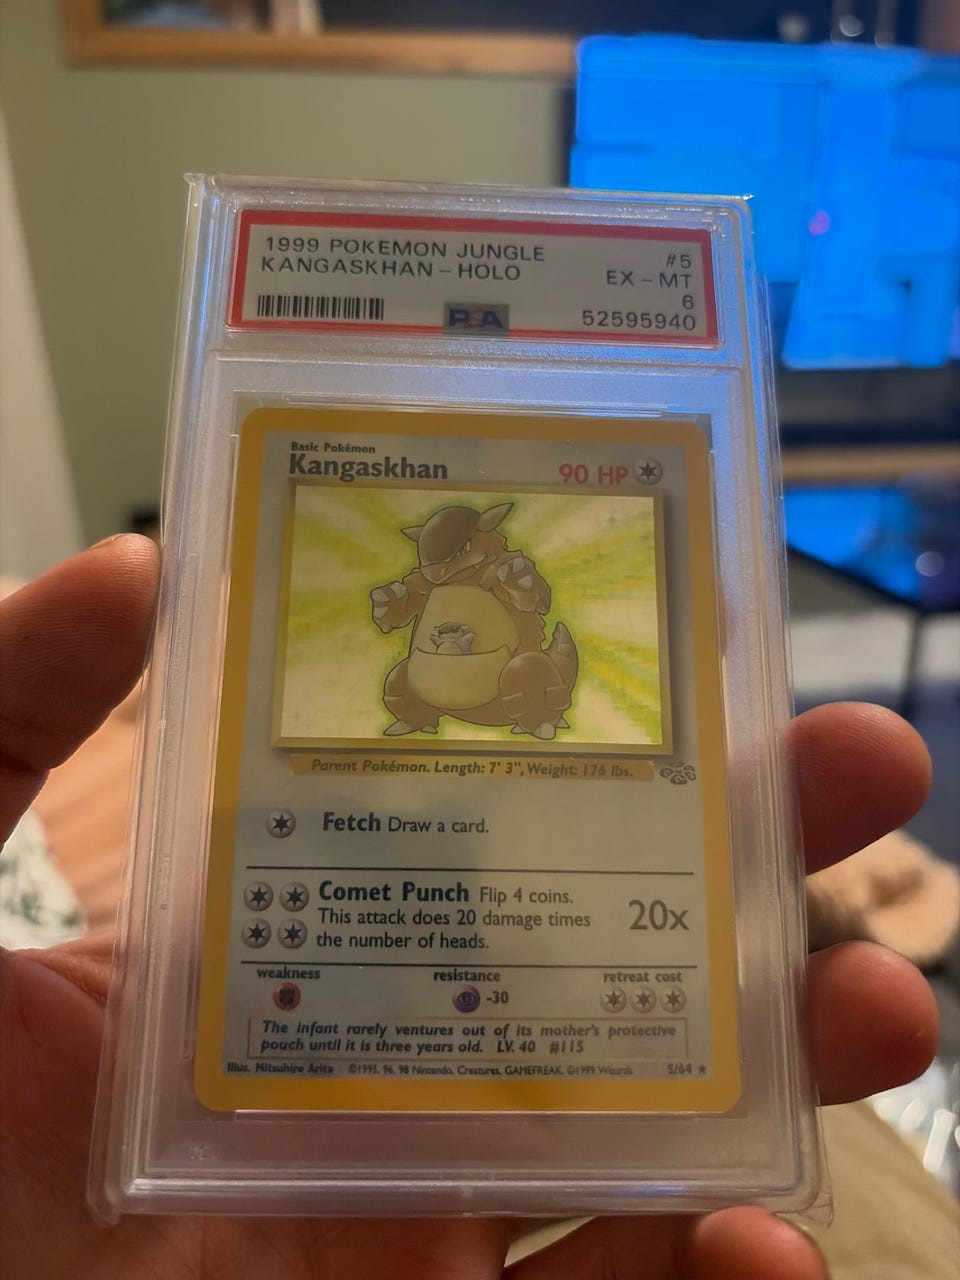 1999 POKEMON JUNGLE #5
KANGASKHAN - HOLO EX - MT
6
PSA 52595940
Basic Pokémon
Kangaskhan 90 HP
Parent Pokémon. Length: 7' 3", Weight: 176 lbs.
Fetch Draw a card.
Comet Punch Flip 4 coins.
This attack does 20 damage times
the number of heads.
20x
weakness resistance retreat cost
-30
The infant rarely ventures out of its mother's protective
pouch until it is three years old. LV. 40 #115
Illus. Mitsuhiro Arita ©1995, 96, 98 Nintendo, Creatures, GAMEFREAK. ©1999 Wizards. 5/64 ★